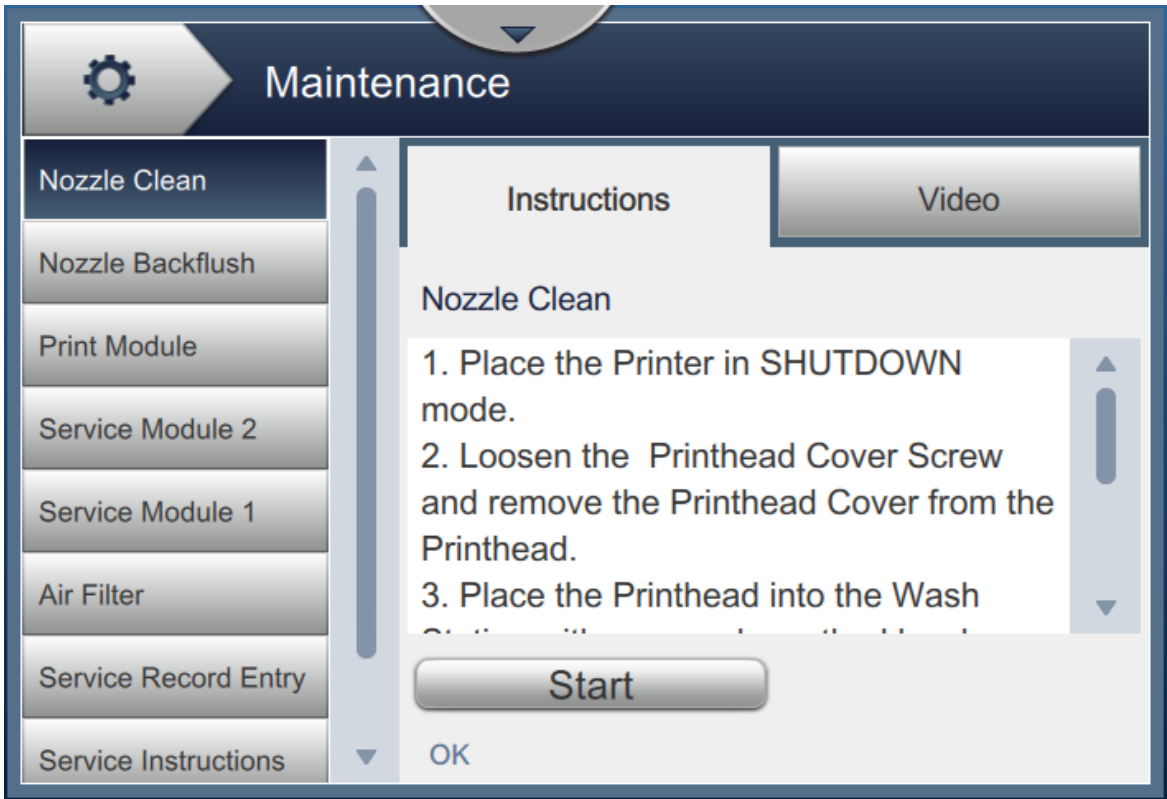 Maintenance
Nozzle Clean
Nozzle Backflush
Print Module
Service Module 2
Service Module 1
Air Filter
Service Record Entry
Service Instructions
Instructions
Video
Nozzle Clean
1. Place the Printer in SHUTDOWN
mode.
2. Loosen the Printhead Cover Screw
and remove the Printhead Cover from the
Printhead.
3. Place the Printhead into the Wash
Start
OK